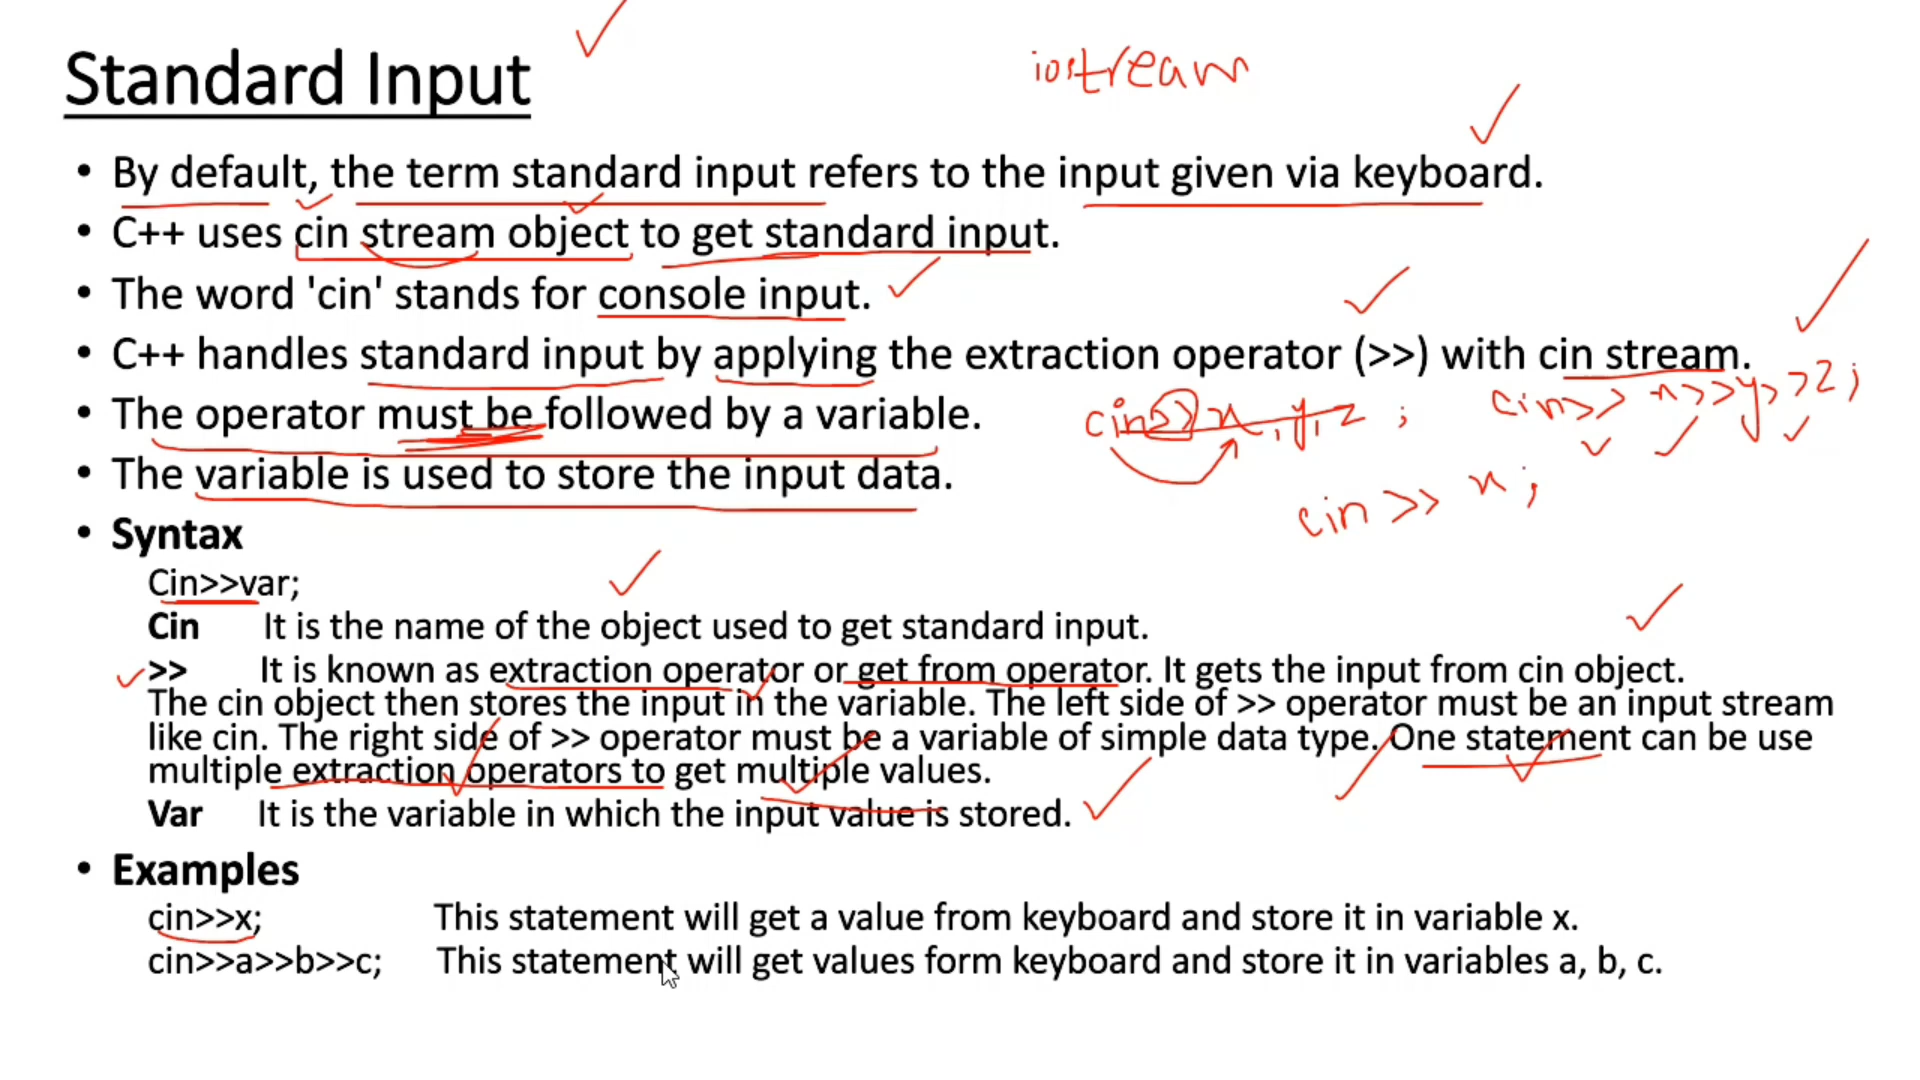 Standard Input
iostream
• By default, the term standard input refers to the input given via keyboard.
• C++ uses cin stream object to get standard input.
• The word 'cin' stands for console input.
• C++ handles standard input by applying the extraction operator (>>) with cin stream.
• The operator must be followed by a variable.
cin>>x,y,z ;
cin>> x>>y>>z;
• The variable is used to store the input data.
cin >> x;
• Syntax
Cin>>var;
Cin It is the name of the object used to get standard input.
>> It is known as extraction operator or get from operator. It gets the input from cin object.
The cin object then stores the input in the variable. The left side of >> operator must be an input stream
like cin. The right side of >> operator must be a variable of simple data type. One statement can be use
multiple extraction operators to get multiple values.
Var It is the variable in which the input value is stored.
• Examples
cin>>x; This statement will get a value from keyboard and store it in variable x.
cin>>a>>b>>c; This statement will get values form keyboard and store it in variables a, b, c.